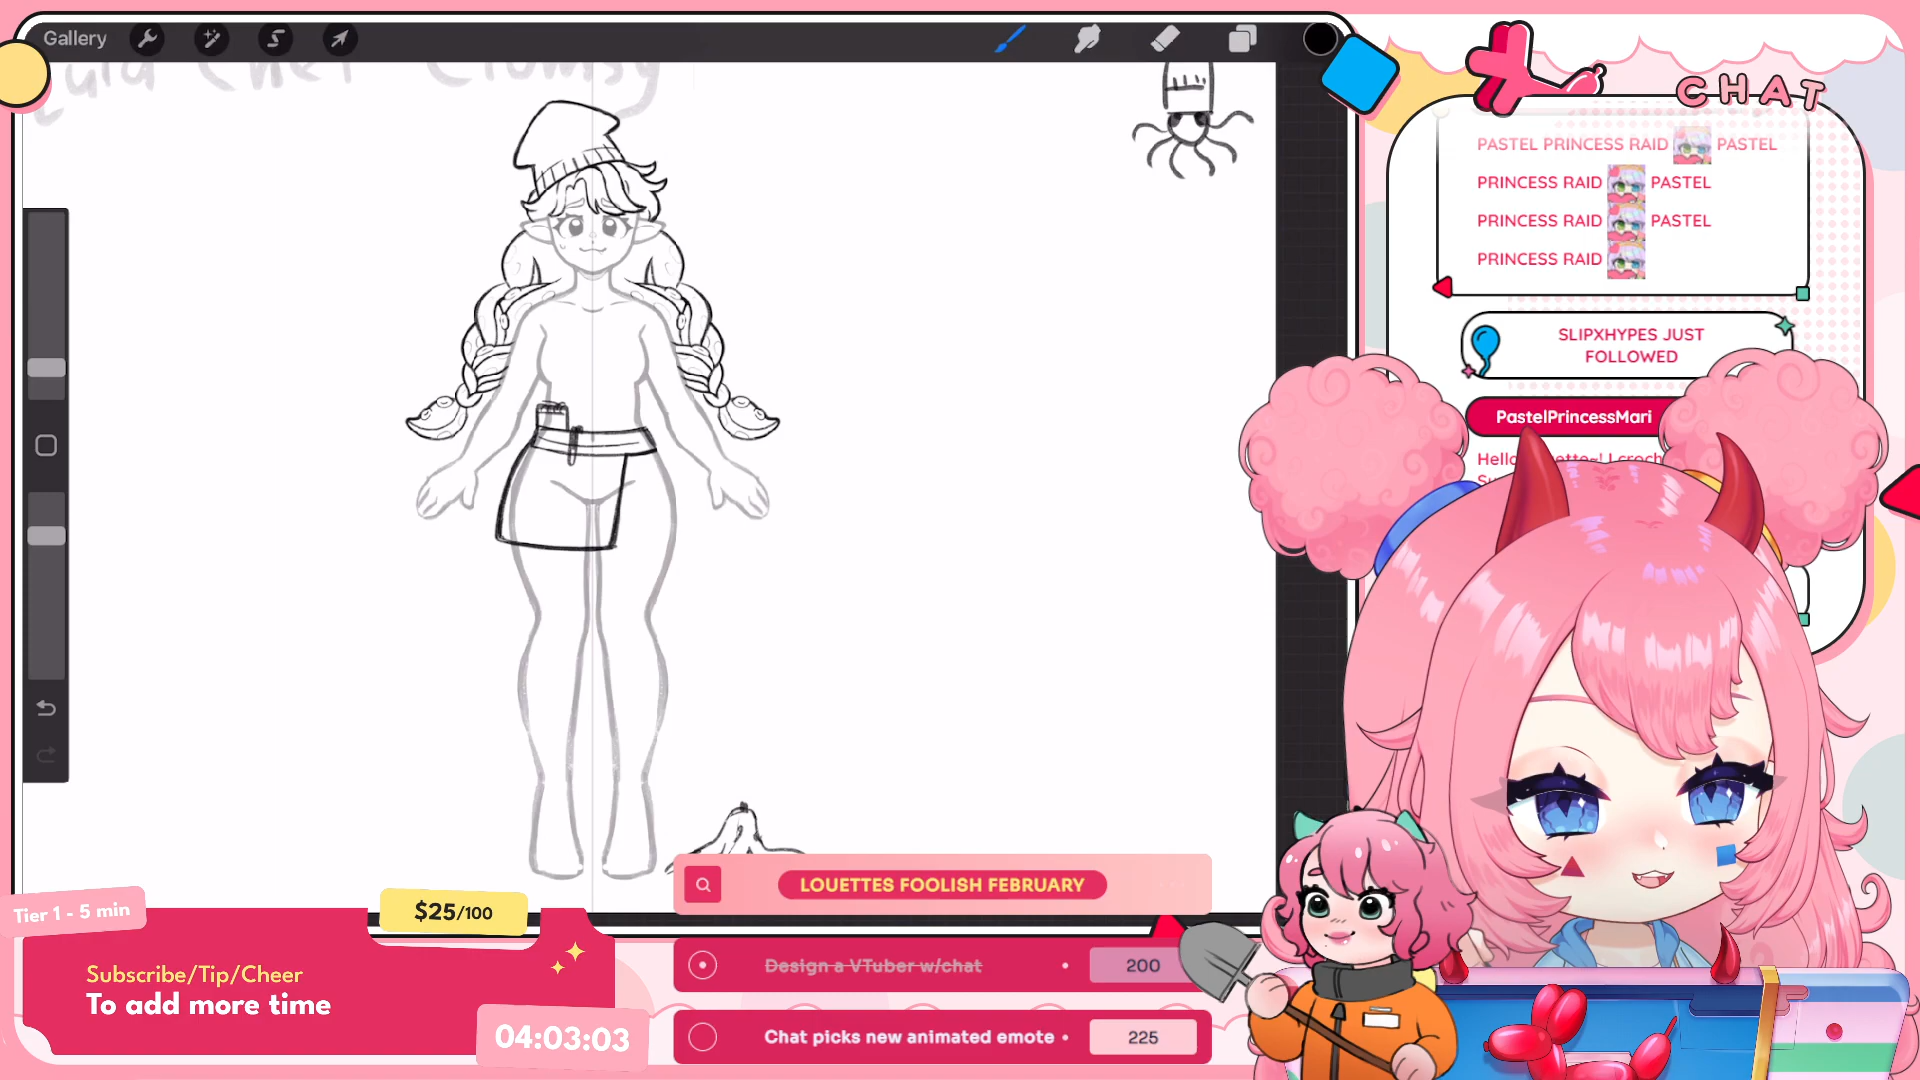 Gallery
Chef Clumsy
CHAT
PASTEL PRINCESS RAID PASTEL
PRINCESS RAID PASTEL
PRINCESS RAID PASTEL
PRINCESS RAID
SLIPXHYPES JUST
FOLLOWED
PastelPrincessMari
LOUETTES FOOLISH FEBRUARY
Tier 1 - 5 min
$25/100
Subscribe/Tip/Cheer
To add more time
04:03:03
Design a VTuber w/chat • 200
Chat picks new animated emote • 225